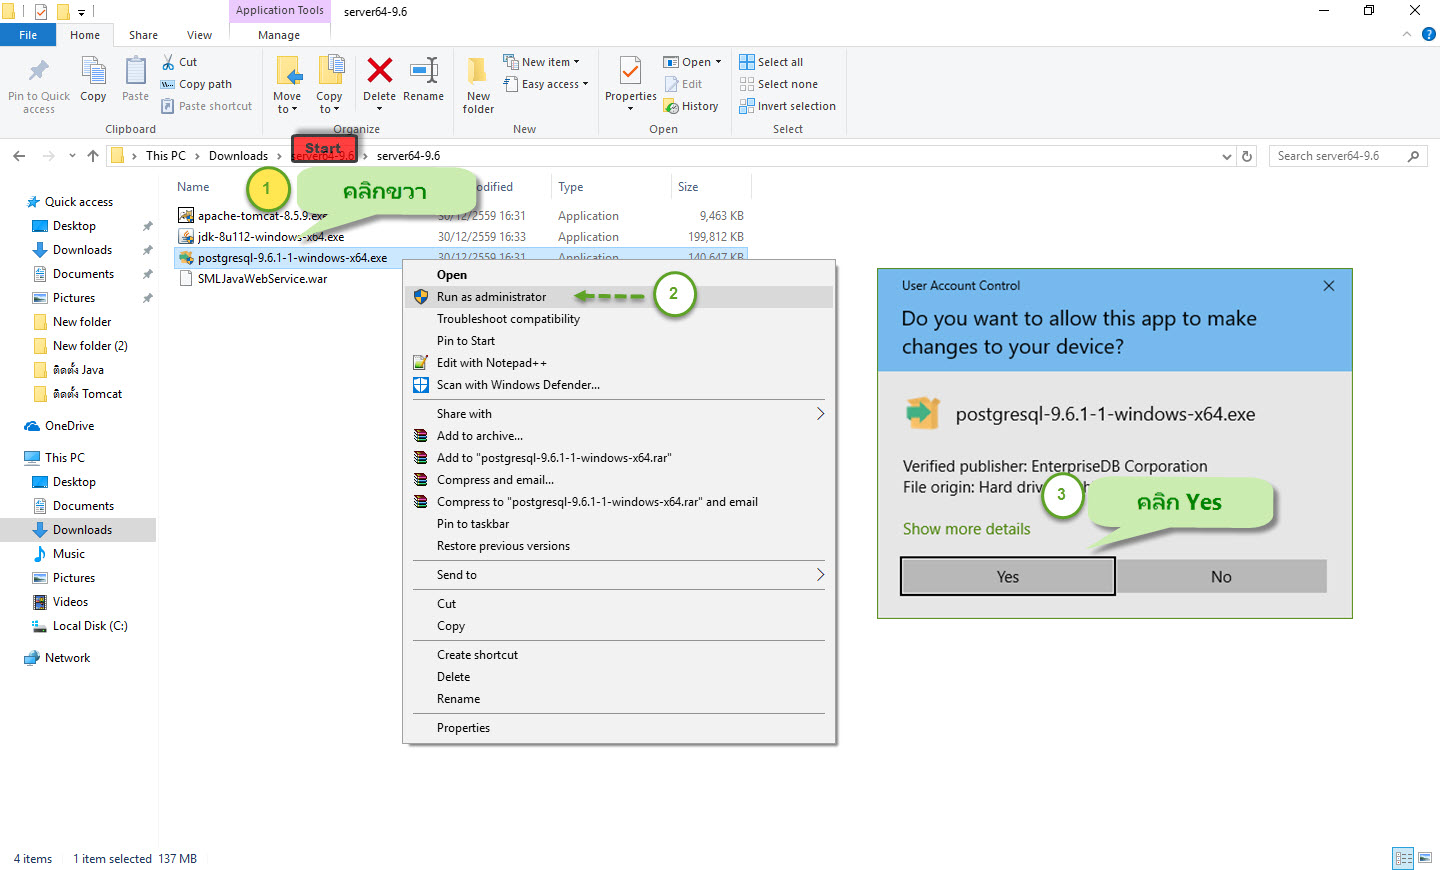 Application Tools
server64-9.6
File
Home
Share
View
Manage
Pin to Quick access
Copy
Paste
Cut
Copy path
Paste shortcut
Clipboard
Move to
Copy to
Delete
Rename
Organize
New folder
New item
Easy access
New
Properties
Open
Edit
History
Open
Select all
Select none
Invert selection
Select
Start
This PC
Downloads
server64-9.6
server64-9.6
Search server64-9.6
Name
Type
Size
1
คลิกขวา
apache-tomcat-8.5.9.exe
30/12/2559 16:31
Application
9,463 KB
jdk-8u112-windows-x64.exe
30/12/2559 16:33
Application
199,812 KB
postgresql-9.6.1-1-windows-x64.exe
30/12/2559 16:31
Application
140,647 KB
SMLJavaWebService.war
Quick access
Desktop
Downloads
Documents
Pictures
New folder
New folder (2)
ติดตั้ง Java
ติดตั้ง Tomcat
OneDrive
This PC
Desktop
Documents
Downloads
Music
Pictures
Videos
Local Disk (C:)
Network
Open
Run as administrator
2
Troubleshoot compatibility
Pin to Start
Edit with Notepad++
Scan with Windows Defender...
Share with
Add to archive...
Add to "postgresql-9.6.1-1-windows-x64.rar"
Compress and email...
Compress to "postgresql-9.6.1-1-windows-x64.rar" and email
Pin to taskbar
Restore previous versions
Send to
Cut
Copy
Create shortcut
Delete
Rename
Properties
User Account Control
Do you want to allow this app to make
changes to your device?
postgresql-9.6.1-1-windows-x64.exe
Verified publisher: EnterpriseDB Corporation
File origin: Hard
3
คลิก Yes
Show more details
Yes
No
4 items
1 item selected 137 MB